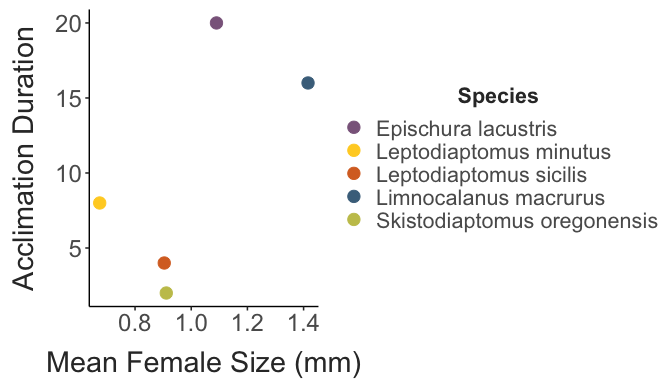 20
15
10
5
Acclimation Duration
0.8 1.0 1.2 1.4
Mean Female Size (mm)
Species
Epischura lacustris
Leptodiaptomus minutus
Leptodiaptomus sicilis
Limnocalanus macrurus
Skistodiaptomus oregonensis